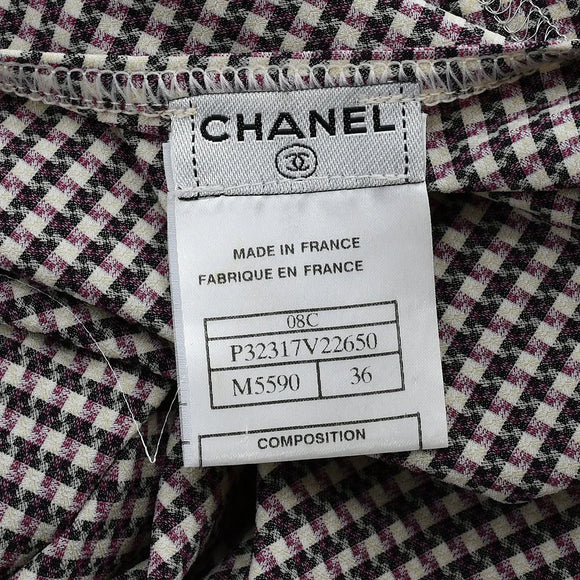 CHANEL
MADE IN FRANCE
FABRIQUE EN FRANCE
08C
P32317V22650
M5590 36
COMPOSITION